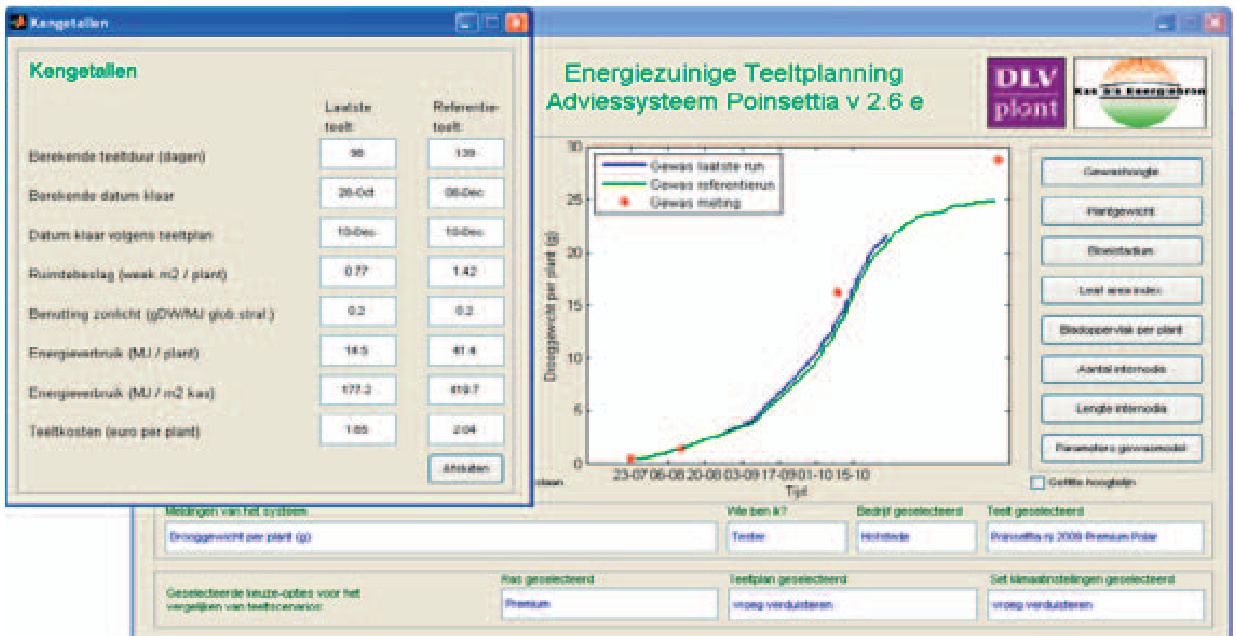 Kengetallen
Kengetallen
Laatste teelt:
Referentie-teelt:
Berekende teeltduur (dagen) 98 139
Berekende datum klaar 28-Oct 08-Dec
Datum klaar volgens teeltplan 10-Dec 10-Dec
Ruimtebeslag (week m2 / plant) 0.77 1.42
Benutting zonlicht (gDW/MJ glob stral.) 0.2 0.2
Energieverbruik (MJ / plant)
Energieverbruik (MJ / m2 kas) 177.2 419.7
Teeltkosten (euro per plant) 1.65 2.04
Afsluiten
Energiezuinige Teeltplanning
Adviessysteem Poinsettia v 2.6 e
DLV
plant
Kas als Energiebron
Gewas laatste run
Gewas referentierun
Gewas meting
30
25
20
15
10
5
0
Drooggewicht per plant (g)
23-07 06-08 20-08 03-09 17-09 01-10 15-10
Tijd
Gewashoogte
Plantgewicht
Bloeistadium
Leaf area index
Bladoppervlak per plant
Aantal internodia
Lengte internodia
Parameters gewasmodel
Gefitte hoogtelijn
Meldingen van het systeem
Drooggewicht per plant (g)
Wie ben k?
Tester
Bedrijf geselecteerd
Hofstede
Teelt geselecteerd
Poinsettia nj 2009 Premium Polar
Geselecteerde keuze-opties voor het
vergelijken van teeltscenarios:
Ras geselecteerd
Premium
Teeltplan geselecteerd
vroeg verduisteren
Set klimaatinstellingen geselecteerd
vroeg verduisteren